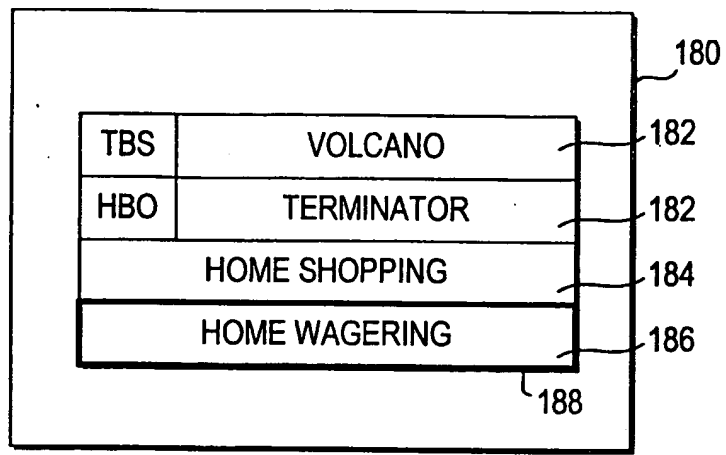 180
TBS VOLCANO 182
HBO TERMINATOR 182
HOME SHOPPING 184
HOME WAGERING 186
188